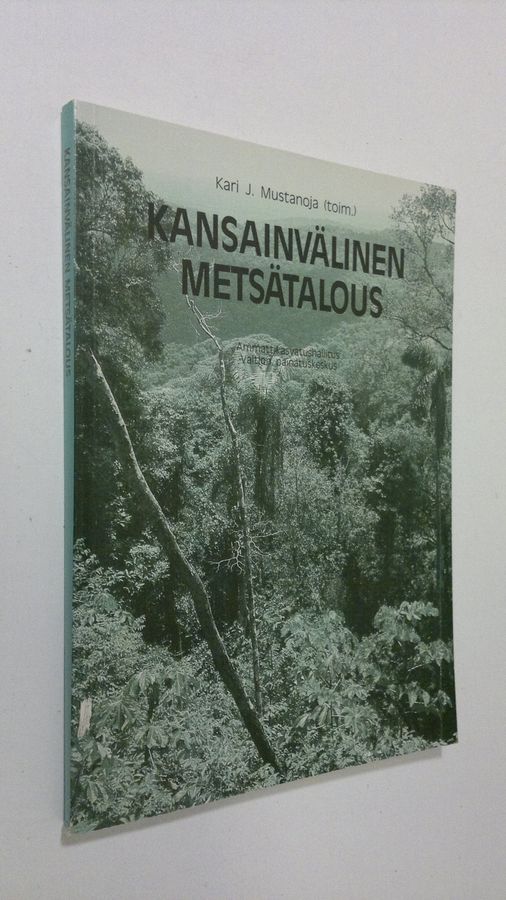 Kari J. Mustanoja (toim.)
KANSAINVÄLINEN
METSÄTALOUS
Ammattikasvatushallitus
Valtion painatuskeskus
KANSAINVÄLINEN METSÄTALOUS